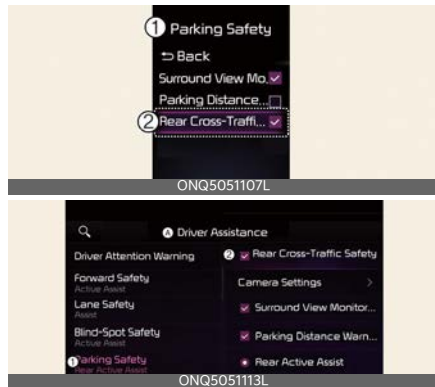 ① Parking Safety
⮌ Back
Surround View Mo.
Parking Distance...
② Rear Cross-Traffi...
ONQ5051107L
Ⓐ Driver Assistance
Driver Attention Warning
② Rear Cross-Traffic Safety
Forward Safety
Active Assist
Camera Settings >
Lane Safety
Assist
Surround View Monitor...
Blind-Spot Safety
Active Assist
Parking Distance Warn...
① Parking Safety
Rear Active Assist
Rear Active Assist
ONQ5051113L